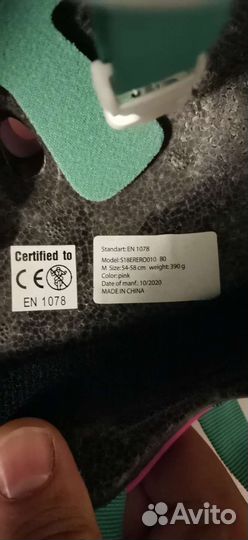 Certified to
CE
EN 1078
Standart: EN 1078
Model: S18ERERO010 80
M Size: 54-58 cm weight: 390 g
Color: pink
Date of manf.: 10/2020
MADE IN CHINA
Avito